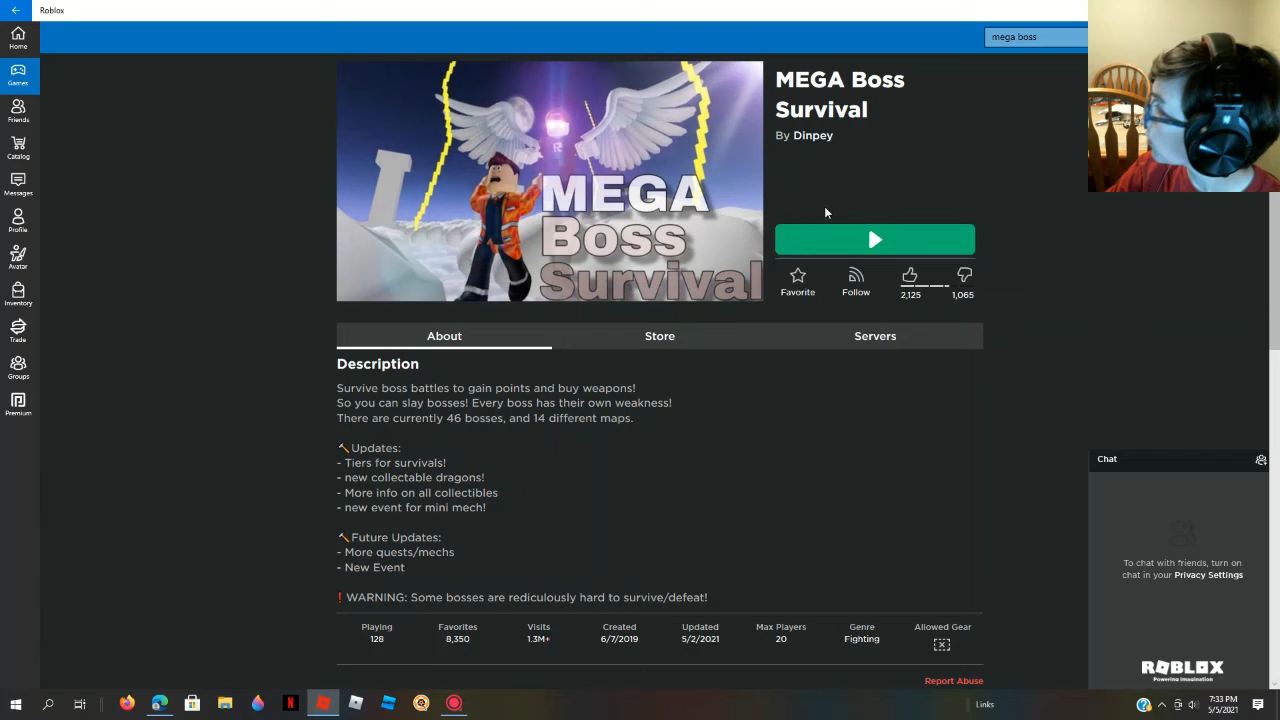 Roblox
mega boss
Home
Games
Friends
Catalog
Messages
Profile
Avatar
Inventory
Trade
Groups
Premium
MEGA
Boss
Survival
MEGA Boss
Survival
By Dinpey
Favorite
Follow
2,125
1,065
About
Store
Servers
Description
Survive boss battles to gain points and buy weapons!
So you can slay bosses! Every boss has their own weakness!
There are currently 46 bosses, and 14 different maps.
🔨Updates:
- Tiers for survivals!
- new collectable dragons!
- More info on all collectibles
- new event for mini mech!
🔨Future Updates:
- More quests/mechs
- New Event
❗WARNING: Some bosses are rediculously hard to survive/defeat!
Playing Favorites Visits Created Updated Max Players Genre Allowed Gear
128 8,350 1.3M+ 6/7/2019 5/2/2021 20 Fighting
Report Abuse
Chat
To chat with friends, turn on
chat in your Privacy Settings
ROBLOX
Powering Imagination
Links
7:33 PM
5/5/2021